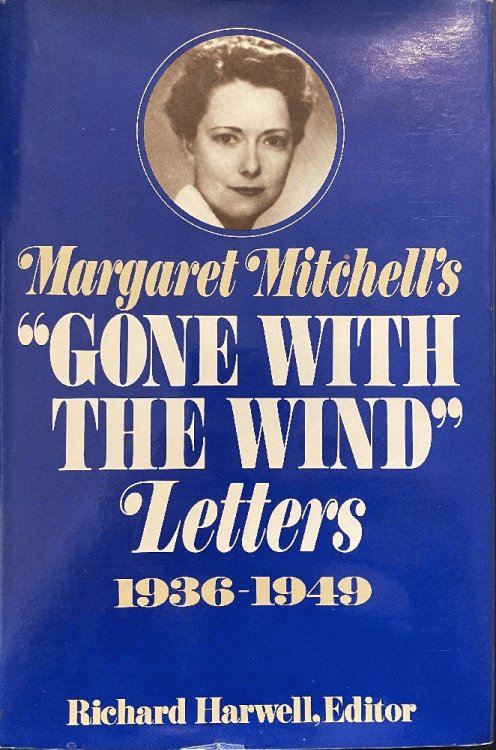 Margaret Mitchell's
“GONE WITH
THE WIND”
Letters
1936-1949
Richard Harwell, Editor